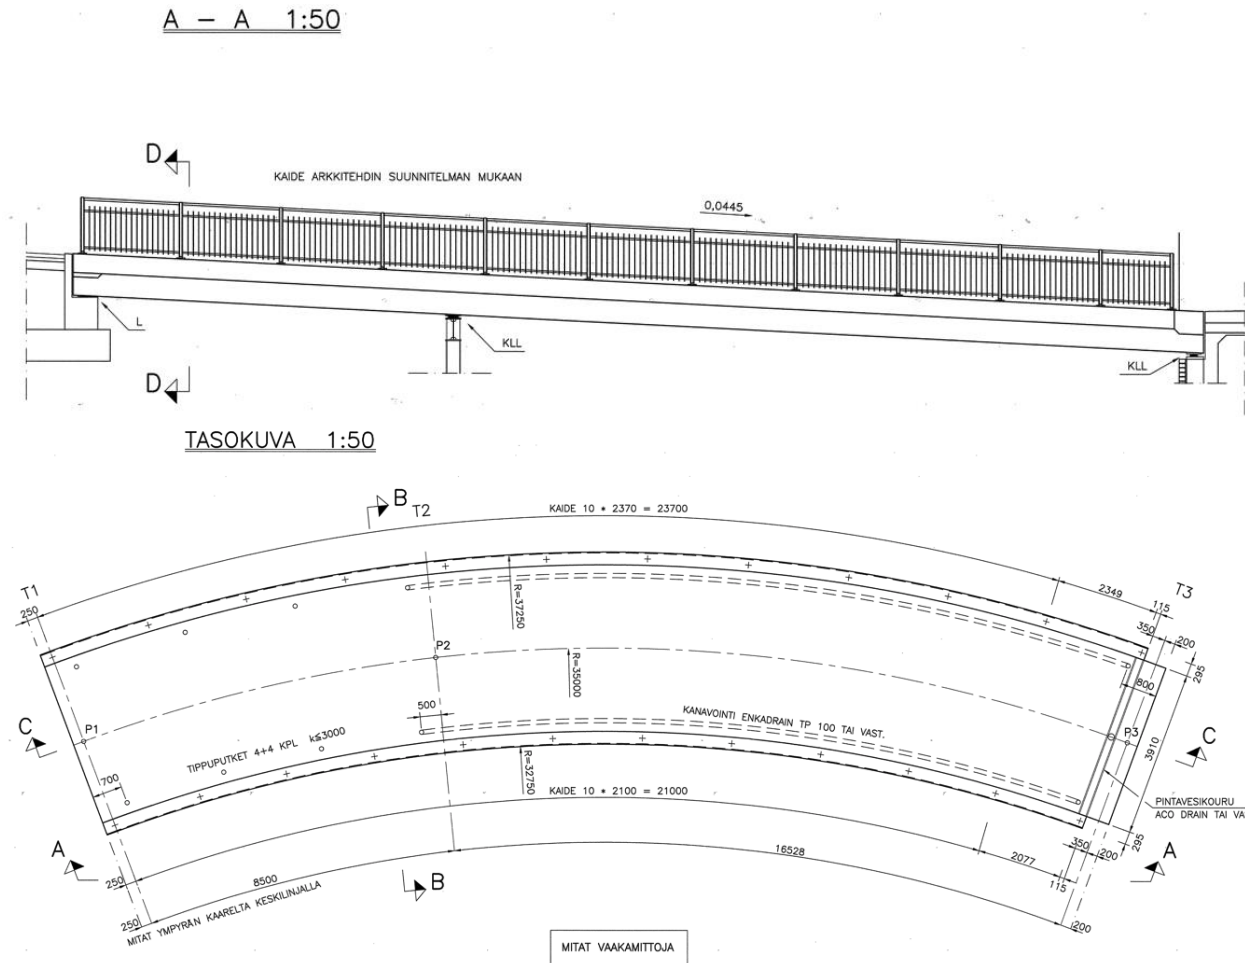 A – A 1:50
D
KAIDE ARKKITEHDIN SUUNNITELMAN MUKAAN
0,0445
L
KLL
KLL
D
TASOKUVA 1:50
B
T2
KAIDE 10 * 2370 = 23700
T1
250
2349
115
T3
350
200
295
R=37250
P2
R=35000
800
500
KANAVOINTI ENKADRAIN TP 100 TAI VAST.
C
P1
TIPPUPUTKET 4+4 KPL k≤3000
P3
3910
C
700
R=32750
KAIDE 10 * 2100 = 21000
PINTAVESIKOURU
ACO DRAIN TAI VA
295
A
350
200
A
16528
2077
115
250
8500
B
250
MITAT YMPYRÄN KAARELTA KESKILINJALLA
200
MITAT VAAKAMITTOJA